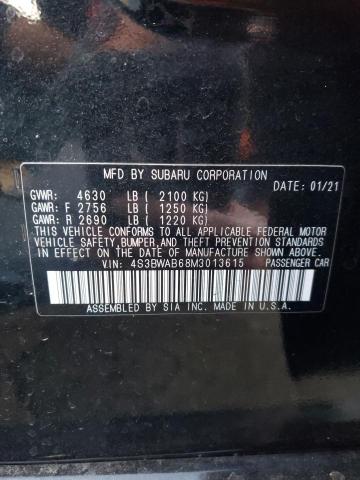 MFD BY SUBARU CORPORATION
DATE: 01/21
GVWR: 4630 LB ( 2100 KG)
GAWR: F 2756 LB ( 1250 KG)
GAWR: R 2690 LB ( 1220 KG)
THIS VEHICLE CONFORMS TO ALL APPLICABLE FEDERAL MOTOR
VEHICLE SAFETY, BUMPER, AND THEFT PREVENTION STANDARDS
IN EFFECT ON THE DATE OF MANUFACTURE SHOWN ABOVE.
V.IN: 4S3BWAB68M3013615 PASSENGER CAR
ASSEMBLED BY SIA INC. MADE IN U.S.A.